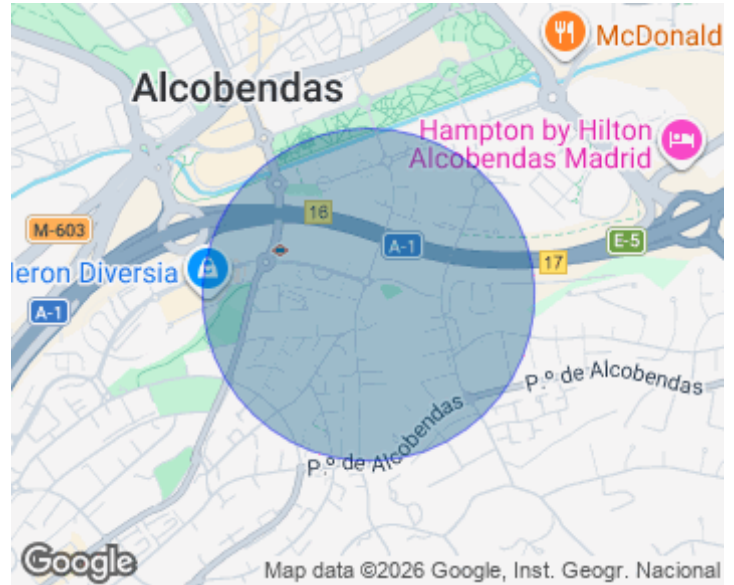 McDonald
Alcobendas
Hampton by Hilton
Alcobendas Madrid
16
M-603
A-1
E-5
17
leron Diversia
A-1
P.º de Alcobendas
P.º de Alcobendas
Google
Map data ©2026 Google, Inst. Geogr. Nacional